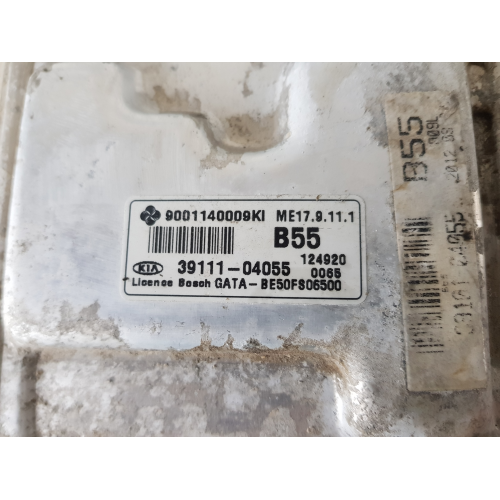 9001140009KI ME17.9.11.1
B55
124920
KIA 39111-04055 0065
Licence Bosch GATA-BE50FS06500
B55